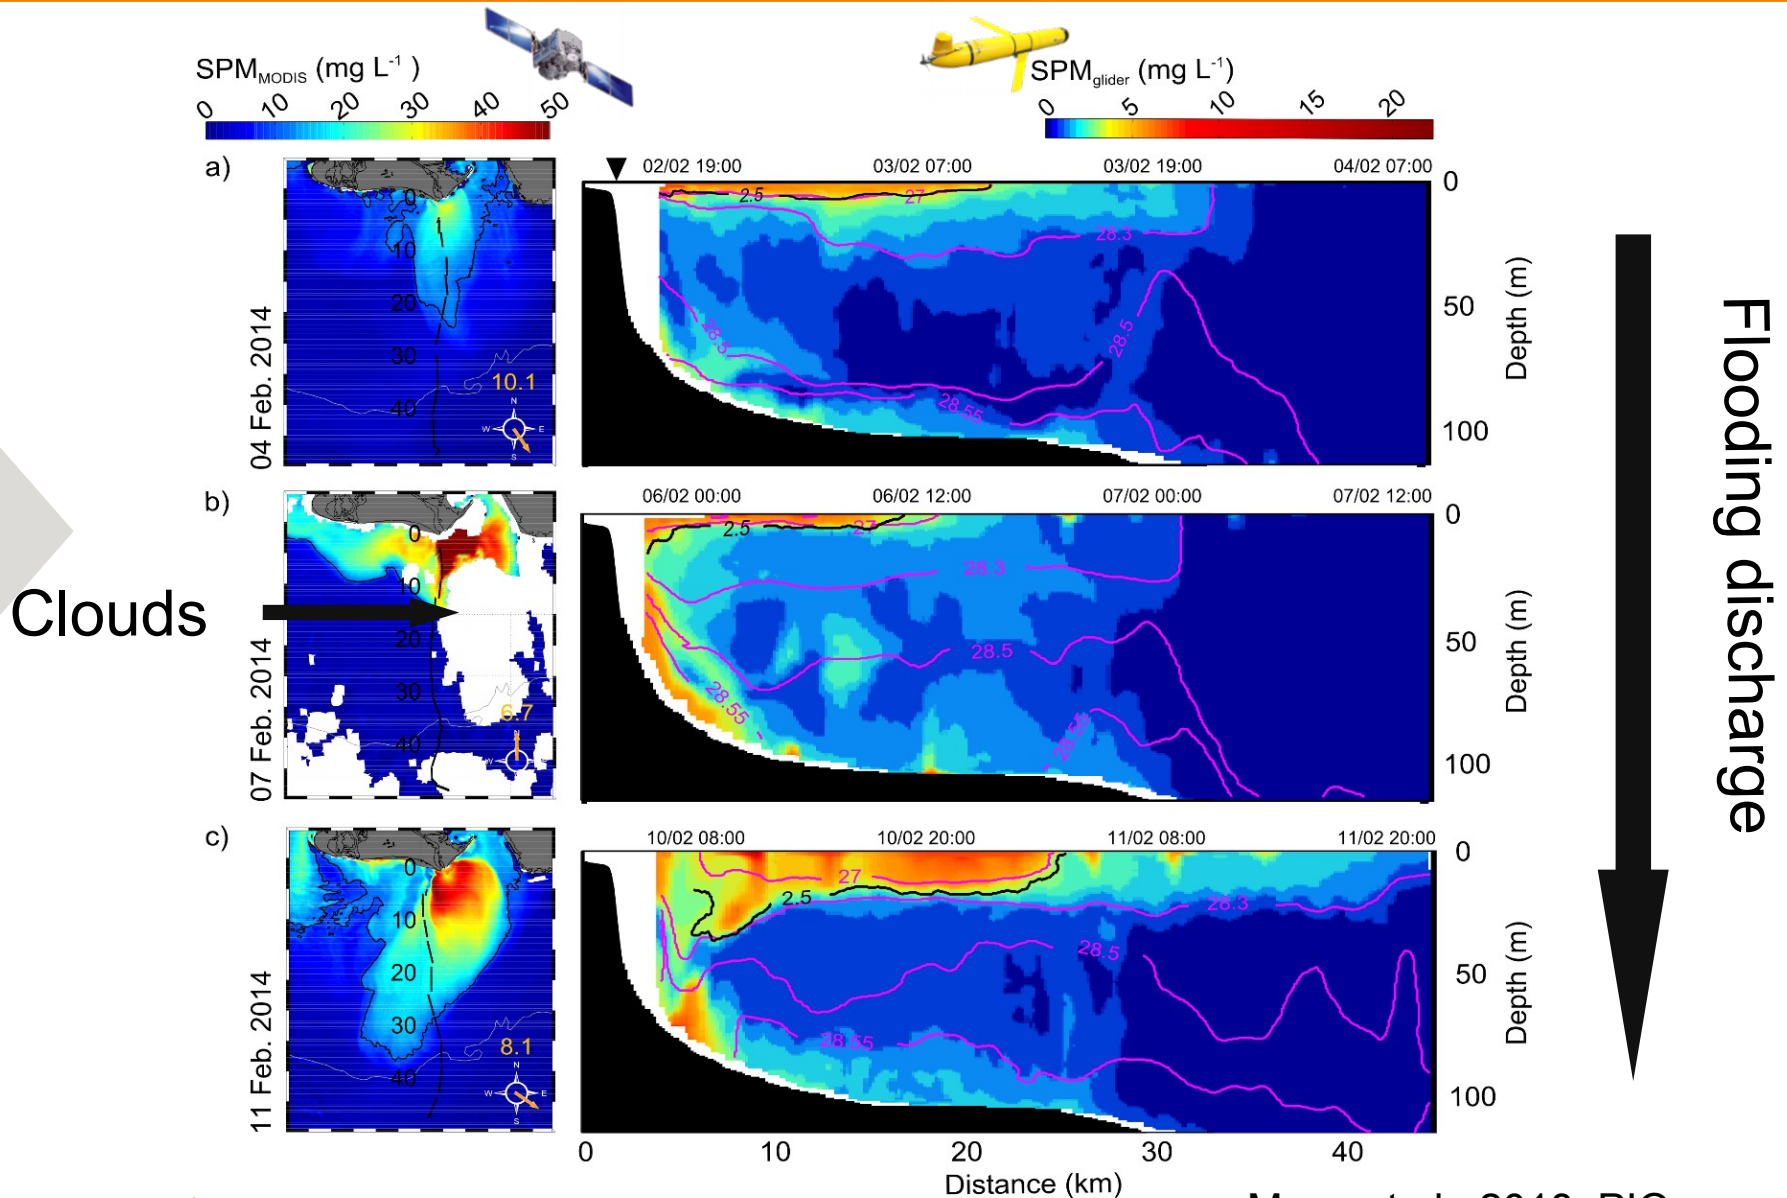 SPM MODIS (mg L-1 )
0 10 20 30 40 50
SPM glider (mg L-1)
0 5 10 15 20
a)
04 Feb. 2014
0
10
20
30
40
10.1
N
W E
S
02/02 19:00 03/02 07:00 03/02 19:00 04/02 07:00
2.5
27
28.3
28.5
28.5
28.55
0
50
100
Depth (m)
b)
07 Feb. 2014
0
10
20
30
40
6.7
Clouds
06/02 00:00 06/02 12:00 07/02 00:00 07/02 12:00
2.5
27
28.3
28.5
28.55
28.55
0
50
100
Depth (m)
c)
11 Feb. 2014
0
10
20
30
40
8.1
N
W E
S
10/02 08:00 10/02 20:00 11/02 08:00 11/02 20:00
27
2.5
28.3
28.5
28.55
0
50
100
Depth (m)
0 10 20 30 40
Distance (km)
Flooding discharge